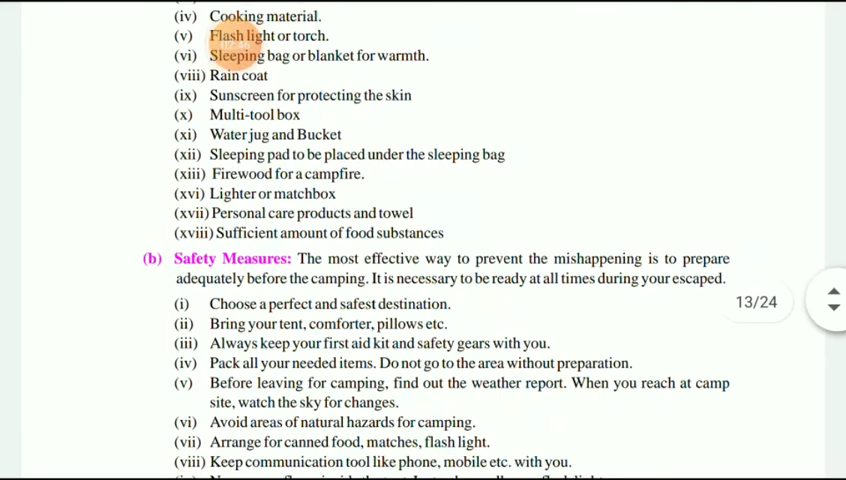 (iv) Cooking material.
(v) Flash light or torch.
(vi) Sleeping bag or blanket for warmth.
(viii) Rain coat
(ix) Sunscreen for protecting the skin
(x) Multi-tool box
(xi) Water jug and Bucket
(xii) Sleeping pad to be placed under the sleeping bag
(xiii) Firewood for a campfire.
(xvi) Lighter or matchbox
(xvii) Personal care products and towel
(xviii) Sufficient amount of food substances
(b) Safety Measures: The most effective way to prevent the mishappening is to prepare
adequately before the camping. It is necessary to be ready at all times during your escaped.
(i) Choose a perfect and safest destination.
13/24
(ii) Bring your tent, comforter, pillows etc.
(iii) Always keep your first aid kit and safety gears with you.
(iv) Pack all your needed items. Do not go to the area without preparation.
(v) Before leaving for camping, find out the weather report. When you reach at camp
site, watch the sky for changes.
(vi) Avoid areas of natural hazards for camping.
(vii) Arrange for canned food, matches, flash light.
(viii) Keep communication tool like phone, mobile etc. with you.